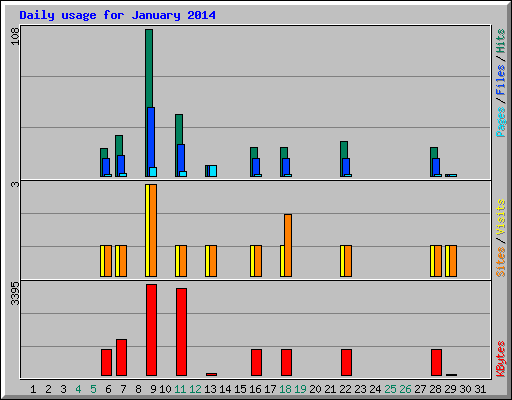 Daily usage for January 2014
108
Pages / Files / Hits
3
Sites / Visits
3395
KBytes
1 2 3 4 5 6 7 8 9 10 11 12 13 14 15 16 17 18 19 20 21 22 23 24 25 26 27 28 29 30 31